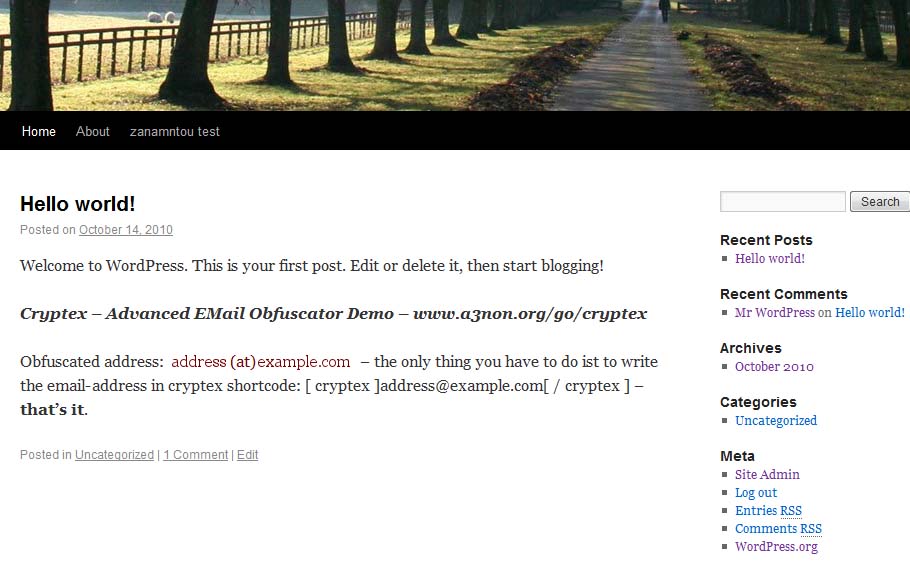 Home About zanamntou test
Hello world!
Posted on October 14, 2010
Welcome to WordPress. This is your first post. Edit or delete it, then start blogging!
Cryptex – Advanced EMail Obfuscator Demo – www.a3non.org/go/cryptex
Obfuscated address: address (at) example.com – the only thing you have to do ist to write
the email-address in cryptex shortcode: [ cryptex ]address@example.com[ / cryptex ] –
that's it.
Posted in Uncategorized | 1 Comment | Edit
Search
Recent Posts
Hello world!
Recent Comments
Mr WordPress on Hello world!
Archives
October 2010
Categories
Uncategorized
Meta
Site Admin
Log out
Entries RSS
Comments RSS
WordPress.org